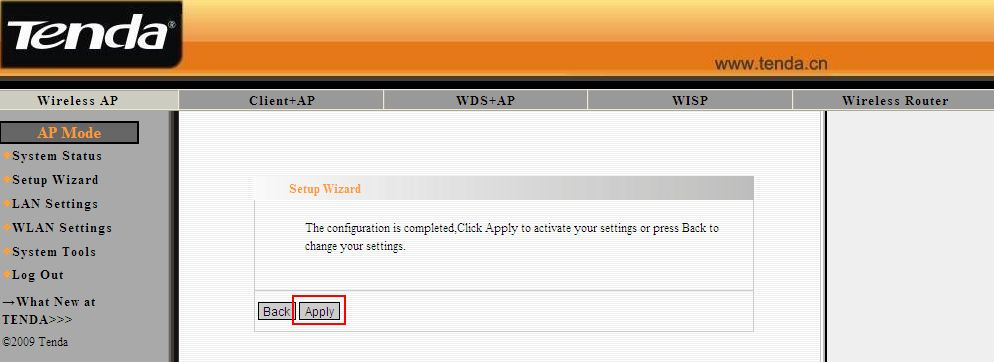 Tenda®
www.tenda.cn
Wireless AP Client+AP WDS+AP WISP Wireless Router
AP Mode
System Status
Setup Wizard
LAN Settings
WLAN Settings
System Tools
Log Out
→What New at
TENDA>>>
©2009 Tenda
Setup Wizard
The configuration is completed,Click Apply to activate your settings or press Back to
change your settings.
Back Apply